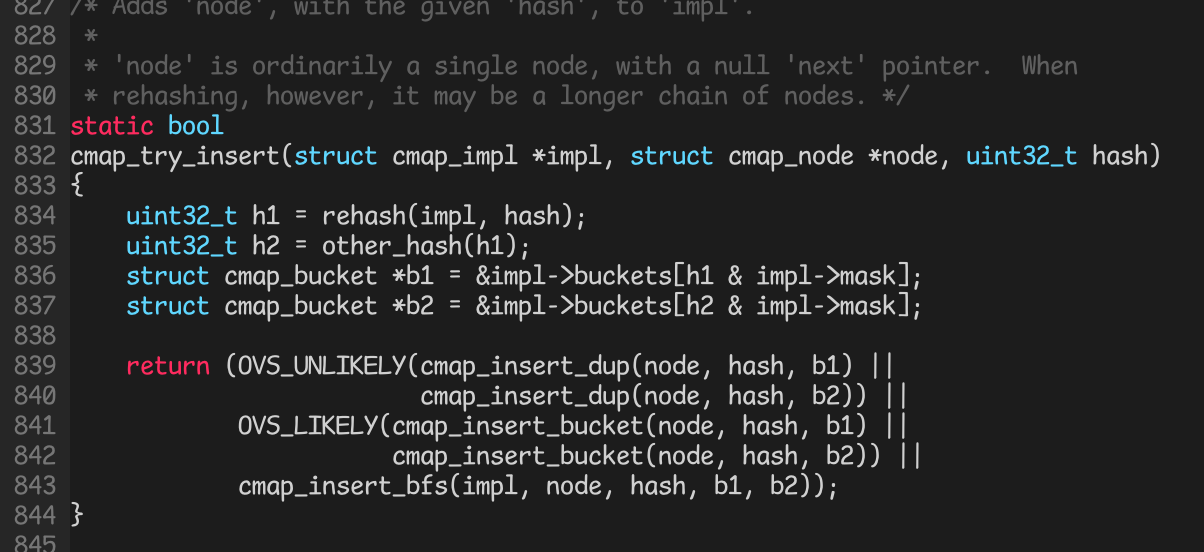 827 /* Adds 'node', with the given 'hash', to 'impl'.
828  *
829  * 'node' is ordinarily a single node, with a null 'next' pointer.  When
830  * rehashing, however, it may be a longer chain of nodes. */
831 static bool
832 cmap_try_insert(struct cmap_impl *impl, struct cmap_node *node, uint32_t hash)
833 {
834     uint32_t h1 = rehash(impl, hash);
835     uint32_t h2 = other_hash(h1);
836     struct cmap_bucket *b1 = &impl->buckets[h1 & impl->mask];
837     struct cmap_bucket *b2 = &impl->buckets[h2 & impl->mask];
838
839     return (OVS_UNLIKELY(cmap_insert_dup(node, hash, b1) ||
840                          cmap_insert_dup(node, hash, b2)) ||
841             OVS_LIKELY(cmap_insert_bucket(node, hash, b1) ||
842                        cmap_insert_bucket(node, hash, b2)) ||
843             cmap_insert_bfs(impl, node, hash, b1, b2));
844 }
845